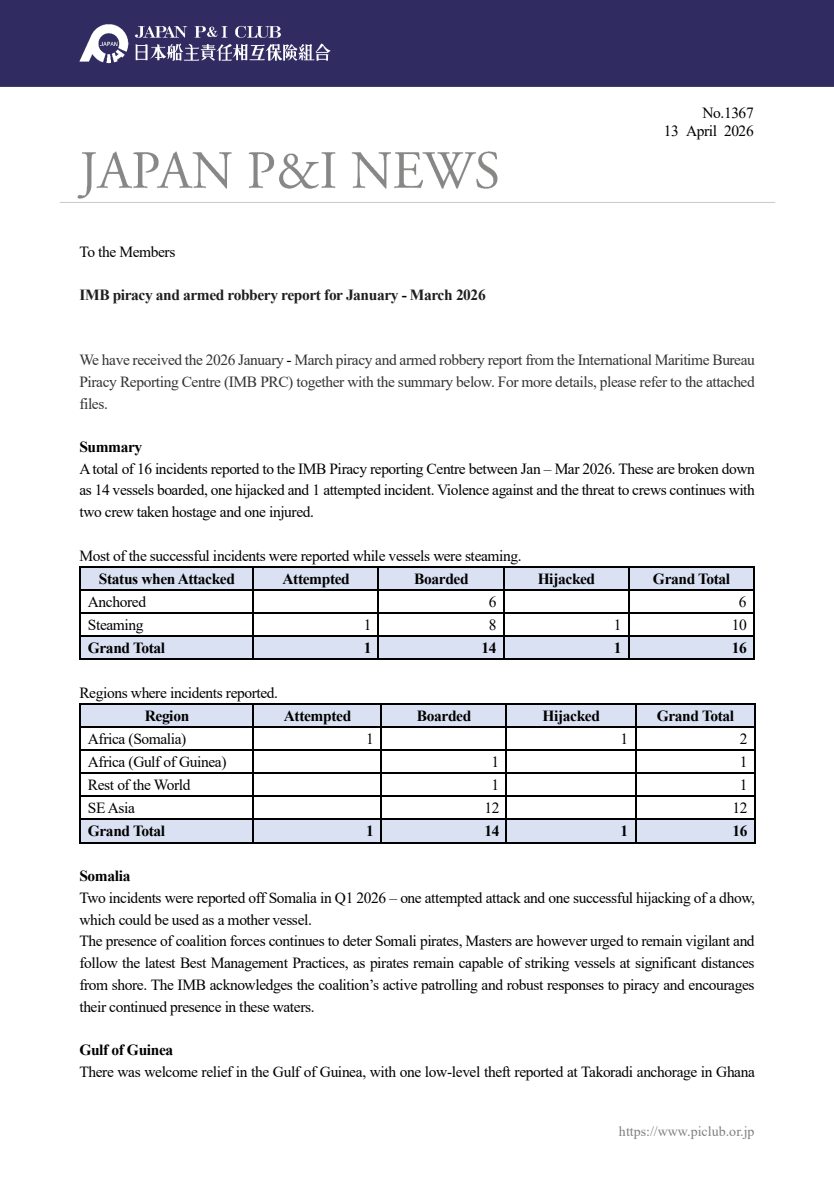 JAPAN P&I CLUB
日本船主責任相互保険組合
JAPAN
No.1367
13 April 2026
JAPAN P&I NEWS
To the Members
IMB piracy and armed robbery report for January - March 2026
We have received the 2026 January - March piracy and armed robbery report from the International Maritime Bureau
Piracy Reporting Centre (IMB PRC) together with the summary below. For more details, please refer to the attached
files.
Summary
A total of 16 incidents reported to the IMB Piracy reporting Centre between Jan – Mar 2026. These are broken down
as 14 vessels boarded, one hijacked and 1 attempted incident. Violence against and the threat to crews continues with
two crew taken hostage and one injured.
Most of the successful incidents were reported while vessels were steaming.
Status when Attacked Attempted Boarded Hijacked Grand Total
Anchored 6 6
Steaming 1 8 1 10
Grand Total 1 14 1 16
Regions where incidents reported.
Region Attempted Boarded Hijacked Grand Total
Africa (Somalia) 1 1 2
Africa (Gulf of Guinea) 1 1
Rest of the World 1 1
SE Asia 12 12
Grand Total 1 14 1 16
Somalia
Two incidents were reported off Somalia in Q1 2026 – one attempted attack and one successful hijacking of a dhow,
which could be used as a mother vessel.
The presence of coalition forces continues to deter Somali pirates, Masters are however urged to remain vigilant and
follow the latest Best Management Practices, as pirates remain capable of striking vessels at significant distances
from shore. The IMB acknowledges the coalition’s active patrolling and robust responses to piracy and encourages
their continued presence in these waters.
Gulf of Guinea
There was welcome relief in the Gulf of Guinea, with one low-level theft reported at Takoradi anchorage in Ghana
https://www.piclub.or.jp